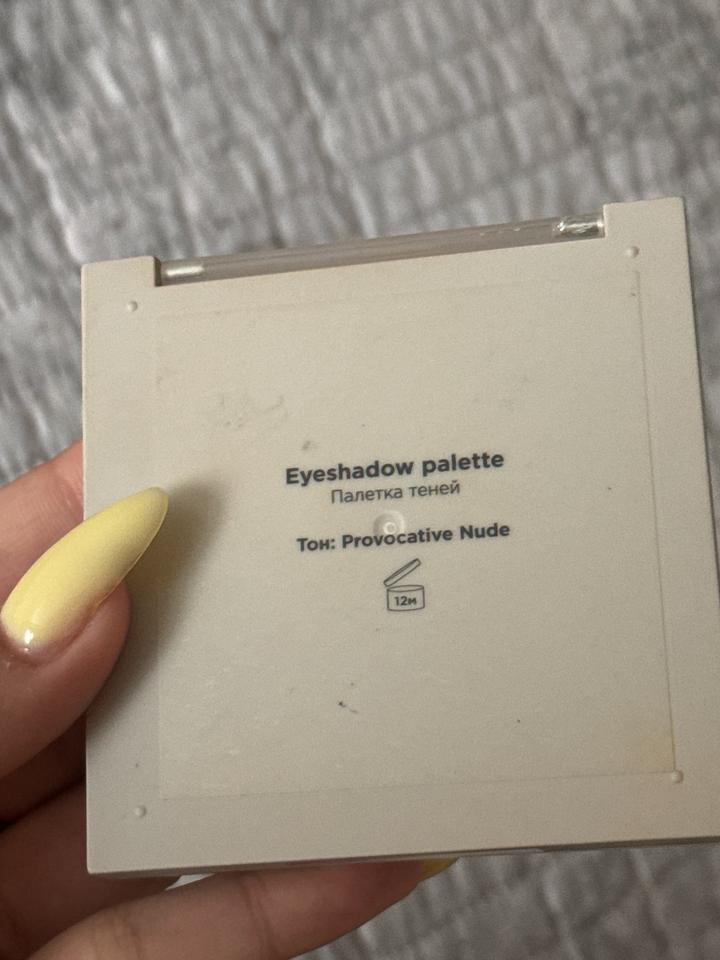 Eyeshadow palette
Палетка теней
Тон: Provocative Nude
12м